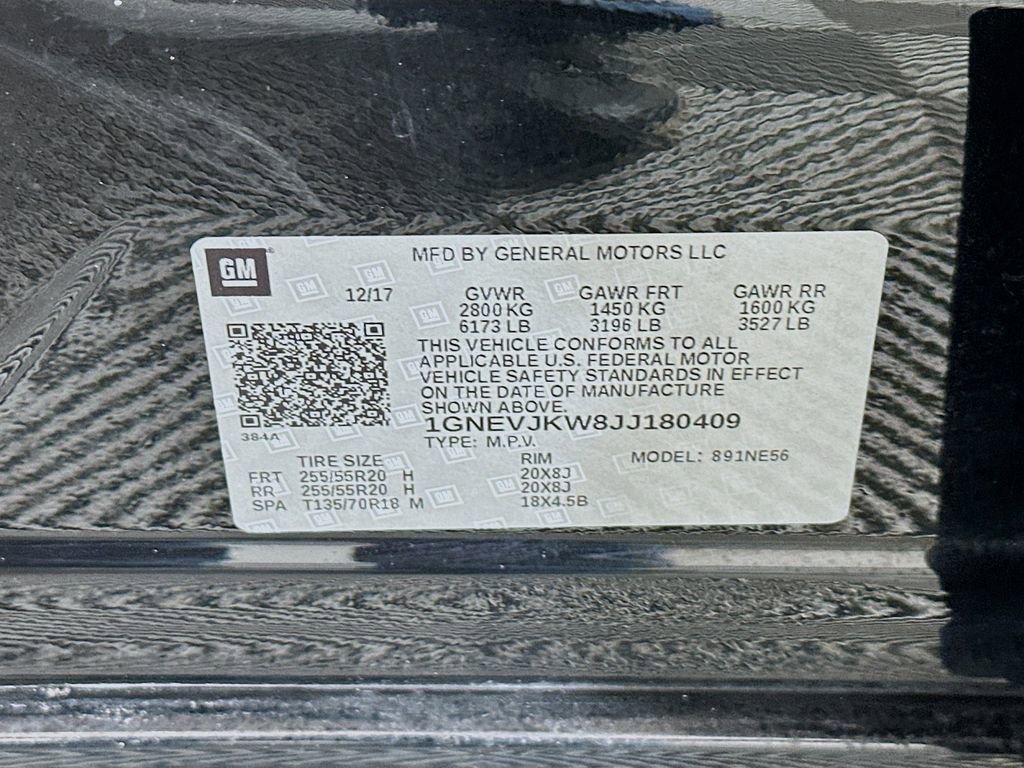 GM
MFD BY GENERAL MOTORS LLC
12/17
GVWR GAWR FRT GAWR RR
2800 KG 1450 KG 1600 KG
6173 LB 3196 LB 3527 LB
THIS VEHICLE CONFORMS TO ALL
APPLICABLE U.S. FEDERAL MOTOR
VEHICLE SAFETY STANDARDS IN EFFECT
ON THE DATE OF MANUFACTURE
SHOWN ABOVE.
384A
1GNEVJKW8JJ180409
TYPE: M.P.V.
TIRE SIZE RIM MODEL: 891NE56
FRT 255/55R20 H 20X8J
RR 255/55R20 H 20X8J
SPA T135/70R18 M 18X4.5B